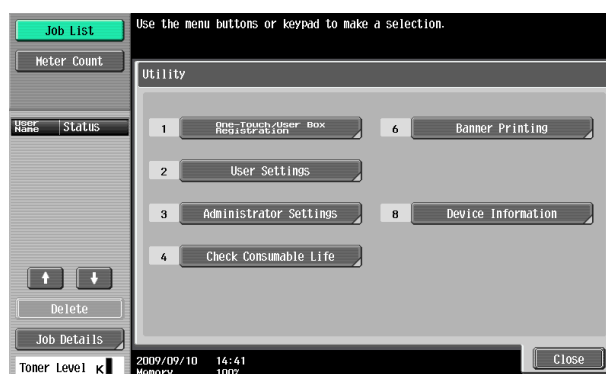 Job List
Use the menu buttons or keypad to make a selection.
Meter Count
Utility
User Name Status
1 One-Touch/User Box Registration
6 Banner Printing
2 User Settings
3 Administrator Settings
8 Device Information
4 Check Consumable Life
Delete
Job Details
Toner Level K
2009/09/10 14:41
Memory 100%
Close